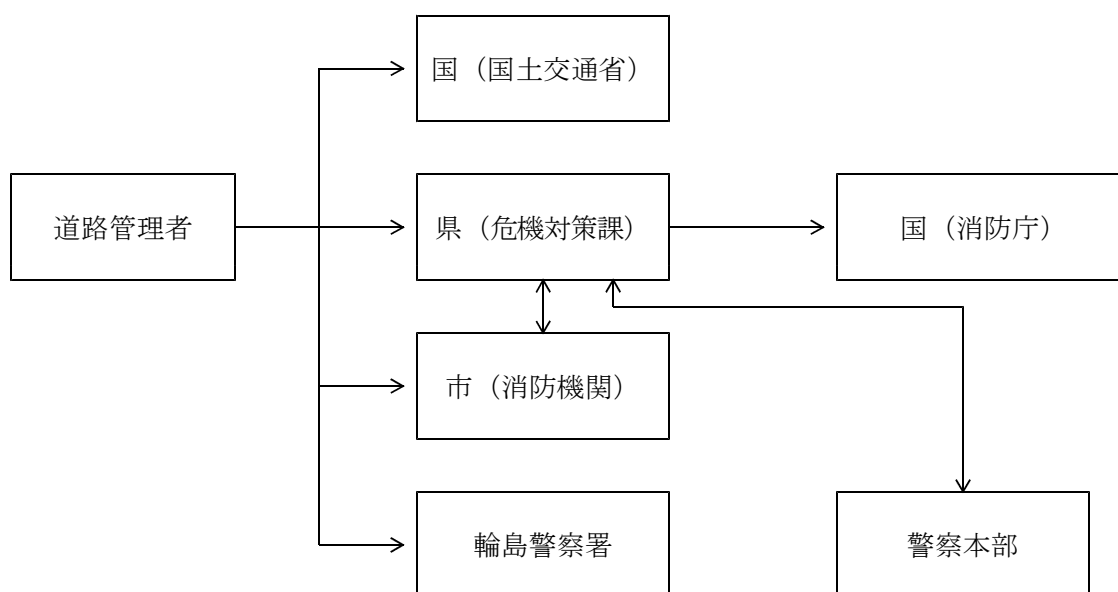 国（国土交通省）
道路管理者
県（危機対策課）
国（消防庁）
市（消防機関）
輪島警察署
警察本部